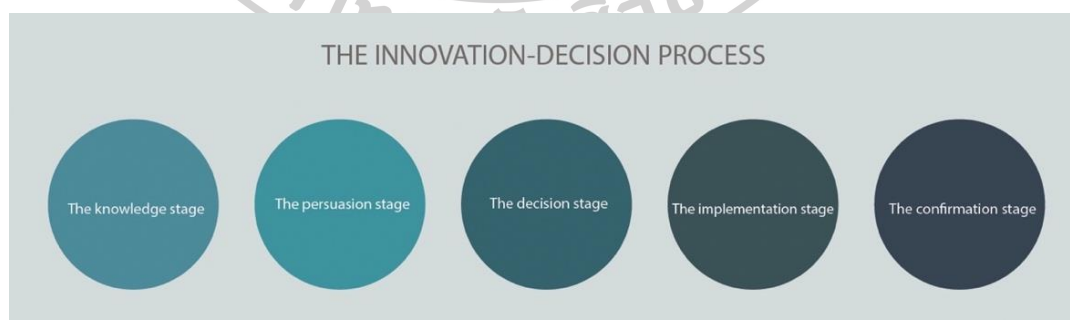 THE INNOVATION-DECISION PROCESS
The knowledge stage
The persuasion stage
The decision stage
The implementation stage
The confirmation stage